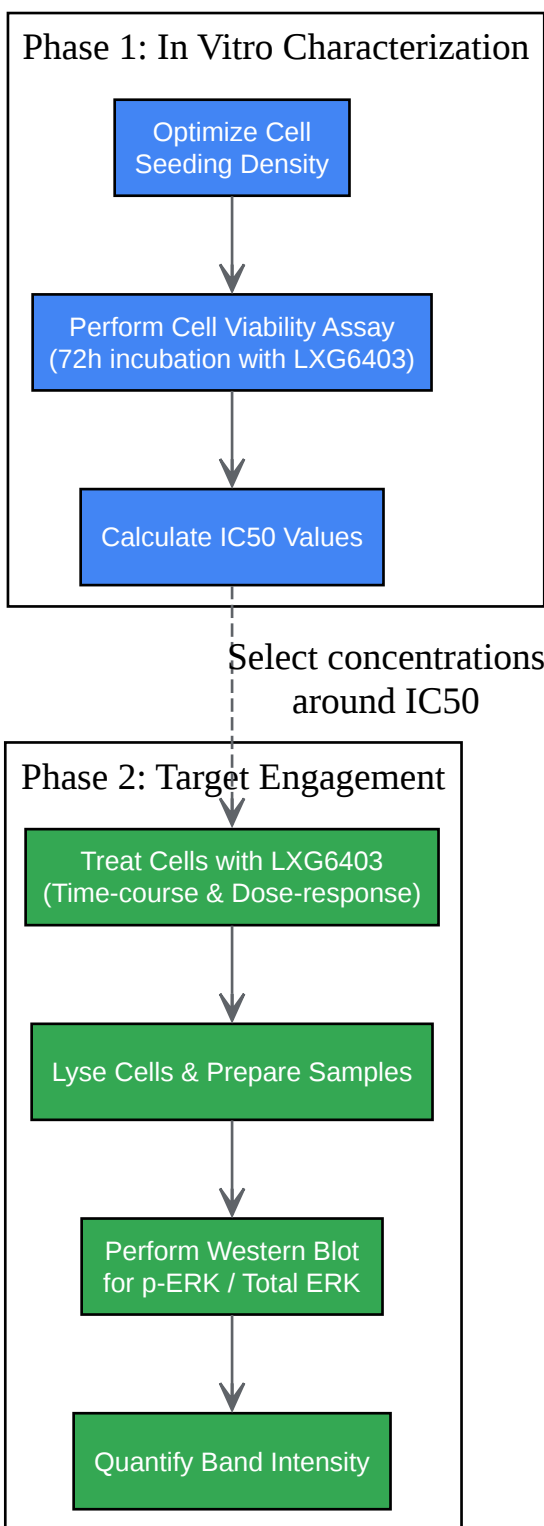 Phase 1: In Vitro Characterization
Optimize Cell
Seeding Density
Perform Cell Viability Assay
(72h incubation with LXG6403)
Calculate IC50 Values
Select concentrations
around IC50
Phase 2: Target Engagement
Treat Cells with LXG6403
(Time-course & Dose-response)
Lyse Cells & Prepare Samples
Perform Western Blot
for p-ERK / Total ERK
Quantify Band Intensity